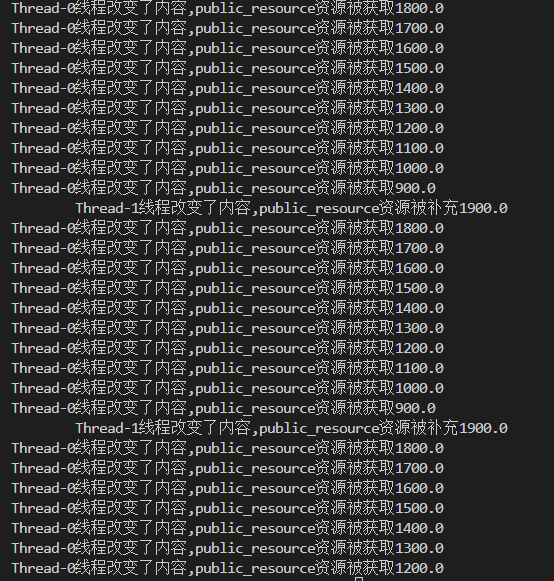 Thread-0线程改变了内容,public_resource资源被获取1800.0
Thread-0线程改变了内容,public_resource资源被获取1700.0
Thread-0线程改变了内容,public_resource资源被获取1600.0
Thread-0线程改变了内容,public_resource资源被获取1500.0
Thread-0线程改变了内容,public_resource资源被获取1400.0
Thread-0线程改变了内容,public_resource资源被获取1300.0
Thread-0线程改变了内容,public_resource资源被获取1200.0
Thread-0线程改变了内容,public_resource资源被获取1100.0
Thread-0线程改变了内容,public_resource资源被获取1000.0
Thread-0线程改变了内容,public_resource资源被获取900.0
Thread-1线程改变了内容,public_resource资源被补充1900.0
Thread-0线程改变了内容,public_resource资源被获取1800.0
Thread-0线程改变了内容,public_resource资源被获取1700.0
Thread-0线程改变了内容,public_resource资源被获取1600.0
Thread-0线程改变了内容,public_resource资源被获取1500.0
Thread-0线程改变了内容,public_resource资源被获取1400.0
Thread-0线程改变了内容,public_resource资源被获取1300.0
Thread-0线程改变了内容,public_resource资源被获取1200.0
Thread-0线程改变了内容,public_resource资源被获取1100.0
Thread-0线程改变了内容,public_resource资源被获取1000.0
Thread-0线程改变了内容,public_resource资源被获取900.0
Thread-1线程改变了内容,public_resource资源被补充1900.0
Thread-0线程改变了内容,public_resource资源被获取1800.0
Thread-0线程改变了内容,public_resource资源被获取1700.0
Thread-0线程改变了内容,public_resource资源被获取1600.0
Thread-0线程改变了内容,public_resource资源被获取1500.0
Thread-0线程改变了内容,public_resource资源被获取1400.0
Thread-0线程改变了内容,public_resource资源被获取1300.0
Thread-0线程改变了内容,public_resource资源被获取1200.0